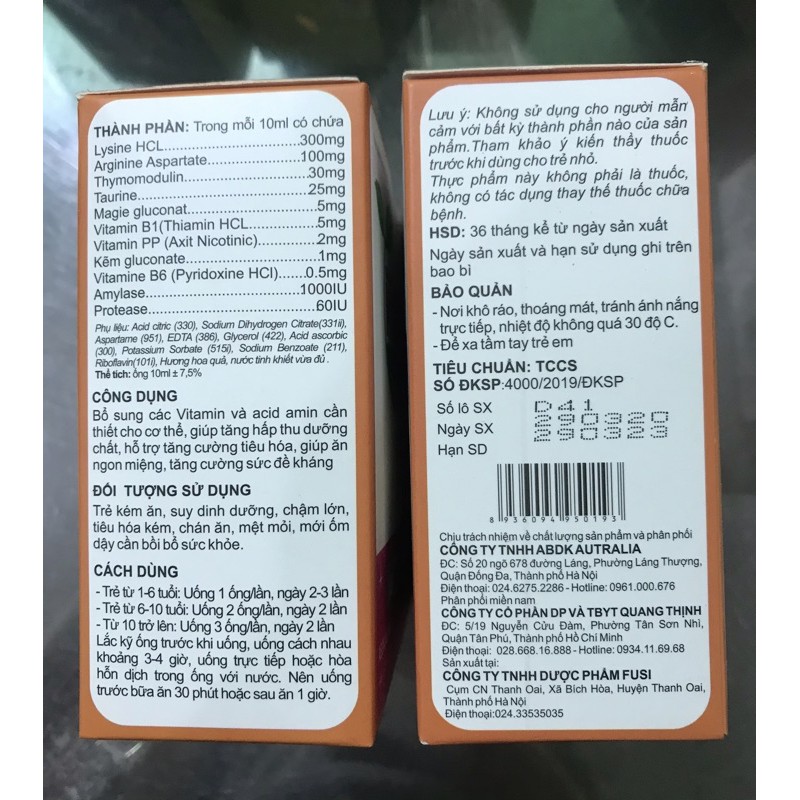 THÀNH PHẦN: Trong mỗi 10ml có chứa
Lysine HCL.....................300mg
Arginine Aspartate...............100mg
Thymomodulin...................30mg
Taurine.........................25mg
Magie gluconat..................5mg
Vitamin B1(Thiamin HCL..........5mg
Vitamin PP (Axit Nicotinic).........2mg
Kẽm gluconate...................1mg
Vitamine B6 (Pyridoxine HCl)......0.5mg
Amylase.......................1000IU
Protease.......................60IU
Phụ liệu: Acid citric (330), Sodium Dihydrogen Citrate(331ii),
Aspartame (951), EDTA (386), Glycerol (422), Acid ascorbic
(300), Potassium Sorbate (515i), Sodium Benzoate (211),
Riboflavin(101i), Hương hoa quả, nước tinh khiết vừa đủ .
Thể tích: ống 10ml ± 7,5%
CÔNG DỤNG
Bổ sung các Vitamin và acid amin cần
thiết cho cơ thể, giúp tăng hấp thu dưỡng
chất, hỗ trợ tăng cường tiêu hóa, giúp ăn
ngon miệng, tăng cường sức đề kháng
ĐỐI TƯỢNG SỬ DỤNG
Trẻ kém ăn, suy dinh dưỡng, chậm lớn,
tiêu hóa kém, chán ăn, mệt mỏi, mới ốm
dậy cần bồi bổ sức khỏe.
CÁCH DÙNG
- Trẻ từ 1-6 tuổi: Uống 1 ống/lần, ngày 2-3 lần
- Trẻ từ 6-10 tuổi: Uống 2 ống/lần, ngày 2 lần
- Từ 10 trở lên: Uống 3 ống/lần, ngày 2 lần
Lắc kỹ ống trước khi uống, uống cách nhau
khoảng 3-4 giờ, uống trực tiếp hoặc hòa
hỗn dịch trong ống với nước. Nên uống
trước bữa ăn 30 phút hoặc sau ăn 1 giờ.
Lưu ý: Không sử dụng cho người mẫn
cảm với bất kỳ thành phần nào của sản
phẩm.Tham khảo ý kiến thầy thuốc
trước khi dùng cho trẻ nhỏ.
Thực phẩm này không phải là thuốc,
không có tác dụng thay thế thuốc chữa
bệnh.
HSD: 36 tháng kể từ ngày sản xuất
Ngày sản xuất và hạn sử dụng ghi trên
bao bì
BẢO QUẢN
- Nơi khô ráo, thoáng mát, tránh ánh nắng
trực tiếp, nhiệt độ không quá 30 độ C.
- Để xa tầm tay trẻ em
TIÊU CHUẨN: TCCS
SỐ ĐKSP:4000/2019/ĐKSP
Số lô SX D41
Ngày SX 290320
Hạn SD 290323
8 936094 950193
Chịu trách nhiệm về chất lượng sản phẩm và phân phối
CÔNG TY TNHH ABDK AUTRALIA
ĐC: Số 20 ngõ 678 đường Láng, Phường Láng Thượng,
Quận Đống Đa, Thành phố Hà Nội
Điện thoại: 024.6275.2286 - Hotline: 0961.000.676
Phân phối miền nam
CÔNG TY CỔ PHẦN DP VÀ TBYT QUANG THỊNH
ĐC: 5/19 Nguyễn Cửu Đàm, Phường Tân Sơn Nhì,
Quận Tân Phú, Thành phố Hồ Chí Minh
Điện thoại: 028.668.16.888 - Hotline: 0934.11.69.68
Sản xuất tại:
CÔNG TY TNHH DƯỢC PHẨM FUSI
Cụm CN Thanh Oai, Xã Bích Hòa, Huyện Thanh Oai,
Thành phố Hà Nội
Điện thoại:024.33535035